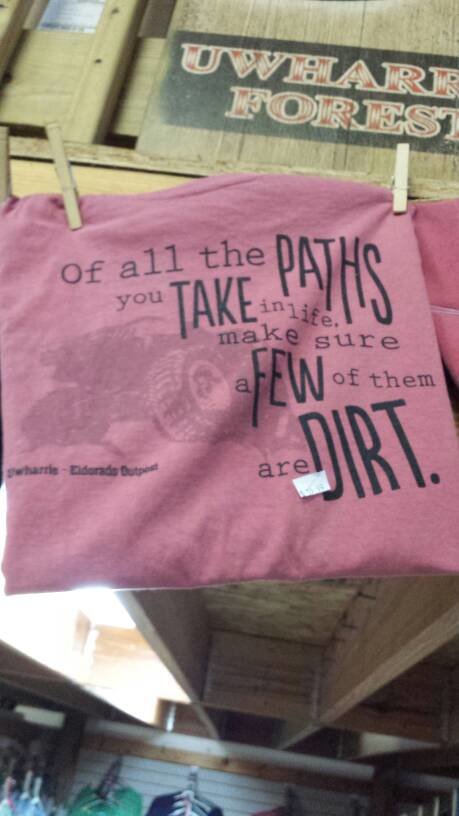 UWHARR
FOREST
Of all the PATHS
you TAKE in life,
make sure
a FEW of them
are DIRT.
Uwharrie - Eldorado Outpost